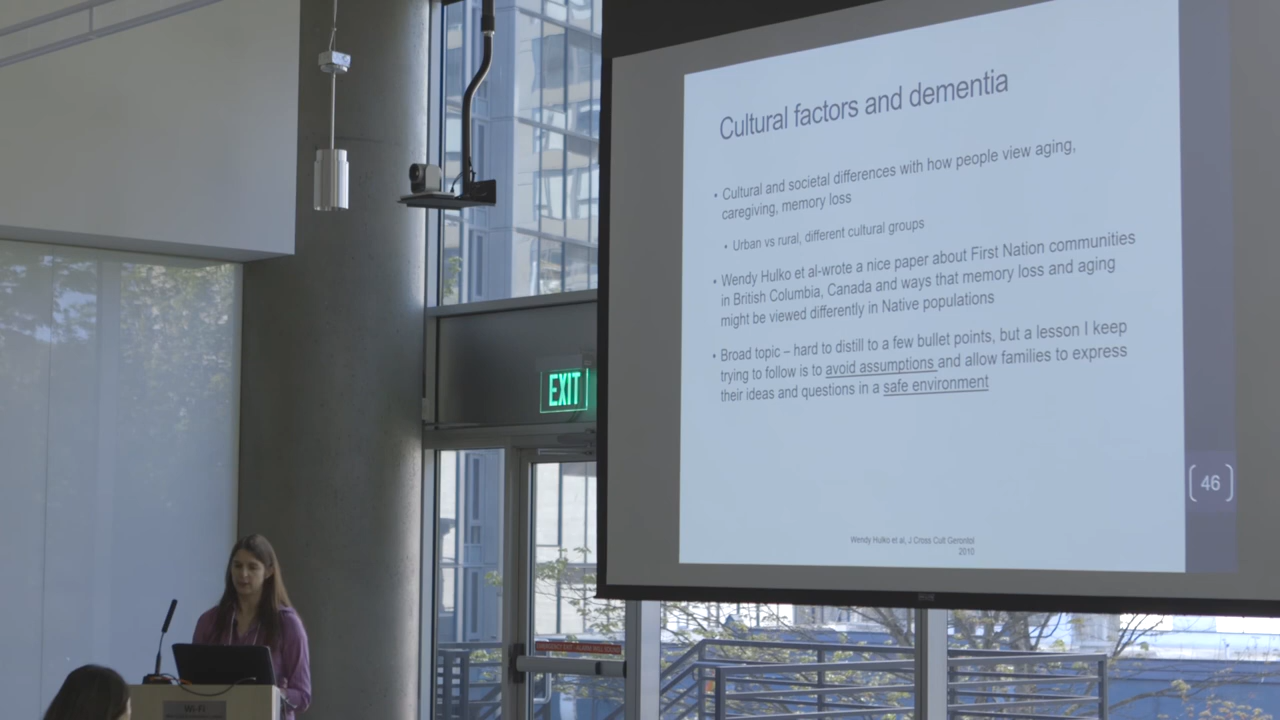 Cultural factors and dementia
• Cultural and societal differences with how people view aging,
caregiving, memory loss
• Urban vs rural, different cultural groups
• Wendy Hulko et al-wrote a nice paper about First Nation communities
in British Columbia, Canada and ways that memory loss and aging
might be viewed differently in Native populations
• Broad topic – hard to distill to a few bullet points, but a lesson I keep
trying to follow is to avoid assumptions and allow families to express
their ideas and questions in a safe environment
Wendy Hulko et al, J Cross Cult Gerontol
2010
46
EXIT
Wi-Fi